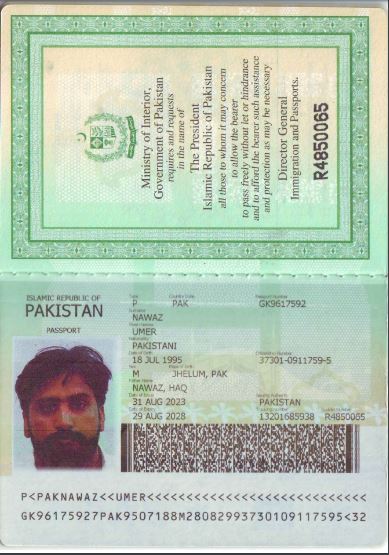 Ministry of Interior,
Government of Pakistan
requires and requests
in the name of
The President
Islamic Republic of Pakistan
all those to whom it may concern
to allow the bearer
to pass freely without let or hindrance
and to afford the bearer such assistance
and protection as may be necessary
Director General
Immigration and Passports.
R4850065
ISLAMIC REPUBLIC OF
PAKISTAN
PASSPORT
Type Country Code Passport Number
P PAK GK9617592
Surname
NAWAZ
Given Names
UMER
Nationality
PAKISTANI
Date of Birth Citizenship Number
18 JUL 1995 37301-0911759-5
Sex Place of Birth
M JHELUM, PAK
Father Name
NAWAZ, HAQ
Date of Issue Issuing Authority
31 AUG 2023 PAKISTAN
Date of Expiry Tracking Number Booklet Number
29 AUG 2028 13201685938 R4850065
P<PAKNAWAZ<<UMER<<<<<<<<<<<<<<<<<<<<<<<<<<<<
GK96175927PAK9507188M28082993730109117595<32